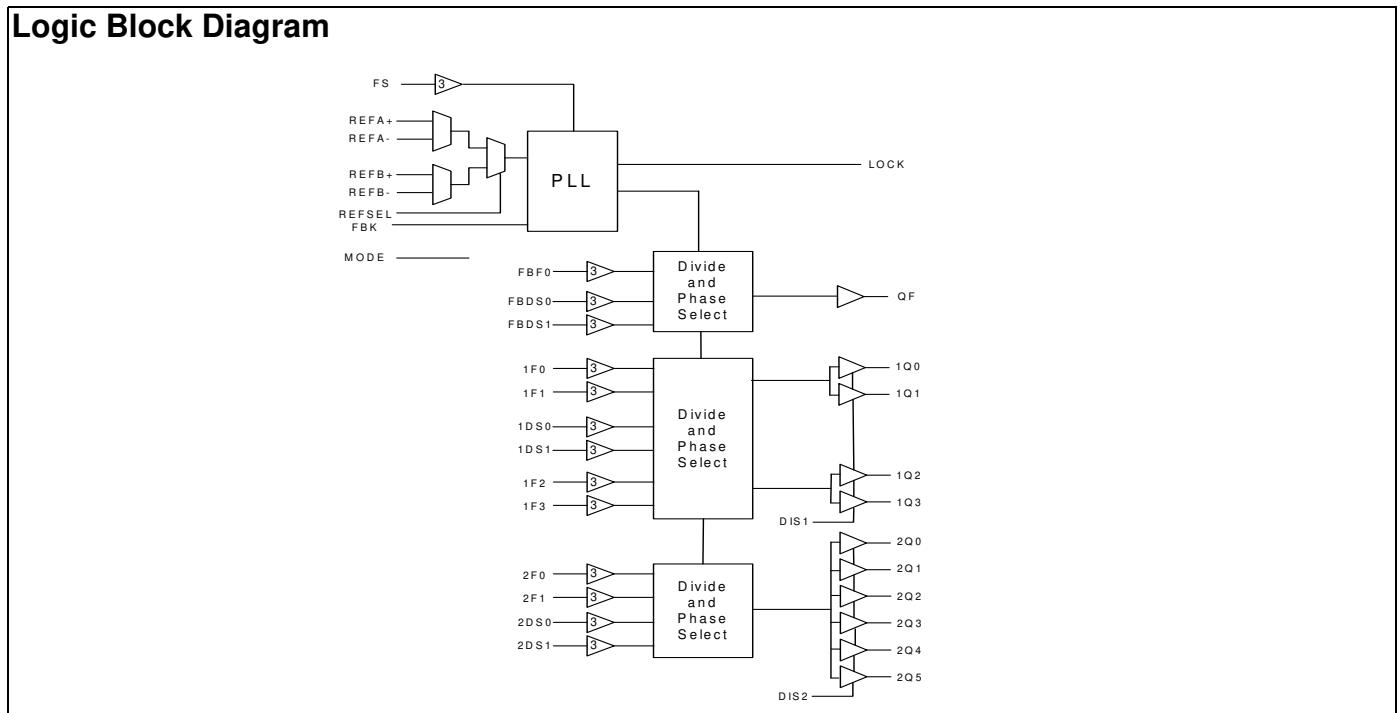 Logic Block Diagram
FS
3
REFA+
REFA-
REFB+
REFB-
REFSEL
FBK
MODE
PLL
LOCK
FBF0
3
FBDS0
3
FBDS1
3
Divide
and
Phase
Select
QF
1F0
3
1F1
3
1DS0
3
1DS1
3
1F2
3
1F3
3
Divide
and
Phase
Select
1Q0
1Q1
1Q2
1Q3
DIS1
2F0
3
2F1
3
2DS0
3
2DS1
3
Divide
and
Phase
Select
2Q0
2Q1
2Q2
2Q3
2Q4
2Q5
DIS2